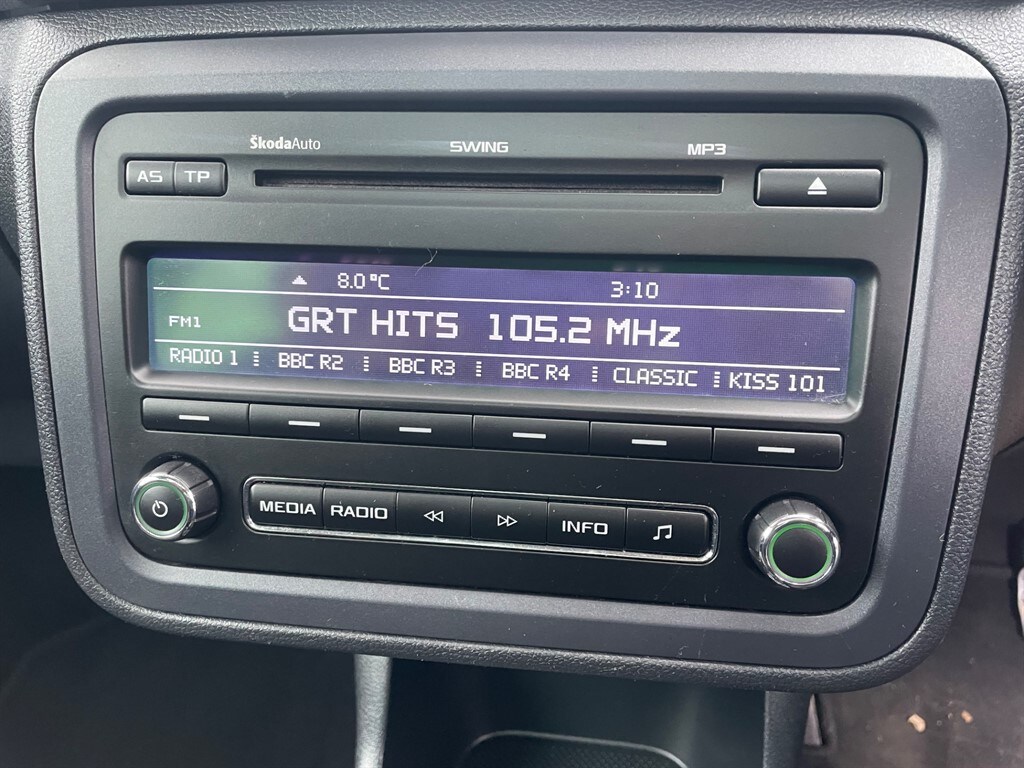 ŠkodaAuto SWING MP3
AS TP
8.0°C 3:10
FM1 GRT HITS 105.2 MHz
RADIO 1 BBC R2 BBC R3 BBC R4 CLASSIC KISS 101
MEDIA RADIO INFO